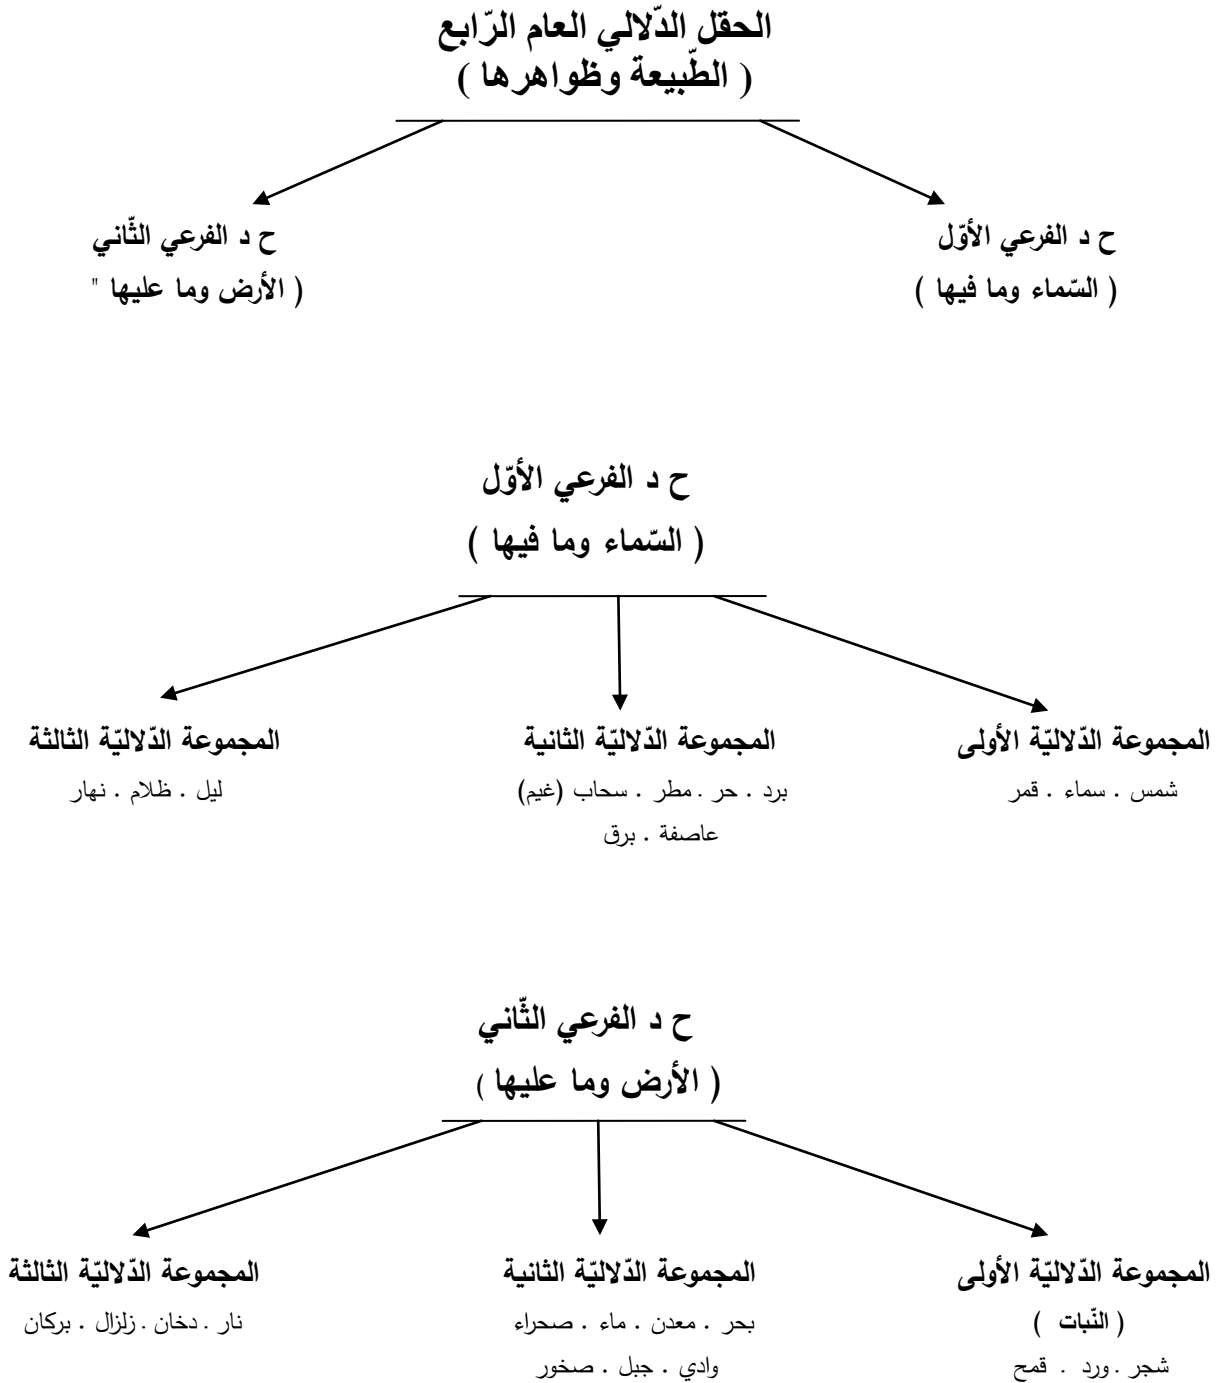 الحقل الدّلالي العام الرّابع
( الطّبيعة وظواهرها )
ح د الفرعي الأوّل
( السّماء وما فيها )
ح د الفرعي الثّاني
( الأرض وما عليها "
ح د الفرعي الأوّل
( السّماء وما فيها )
المجموعة الدّلاليّة الأولى
شمس . سماء . قمر
المجموعة الدّلاليّة الثانية
برد . حر . مطر . سحاب (غيم)
عاصفة . برق
المجموعة الدّلاليّة الثالثة
ليل . ظلام . نهار
ح د الفرعي الثّاني
( الأرض وما عليها )
المجموعة الدّلاليّة الأولى
( النّبات )
شجر . ورد . قمح
المجموعة الدّلاليّة الثانية
بحر . معدن . ماء . صحراء
وادي . جبل . صخور
المجموعة الدّلاليّة الثالثة
نار . دخان . زلزال . بركان